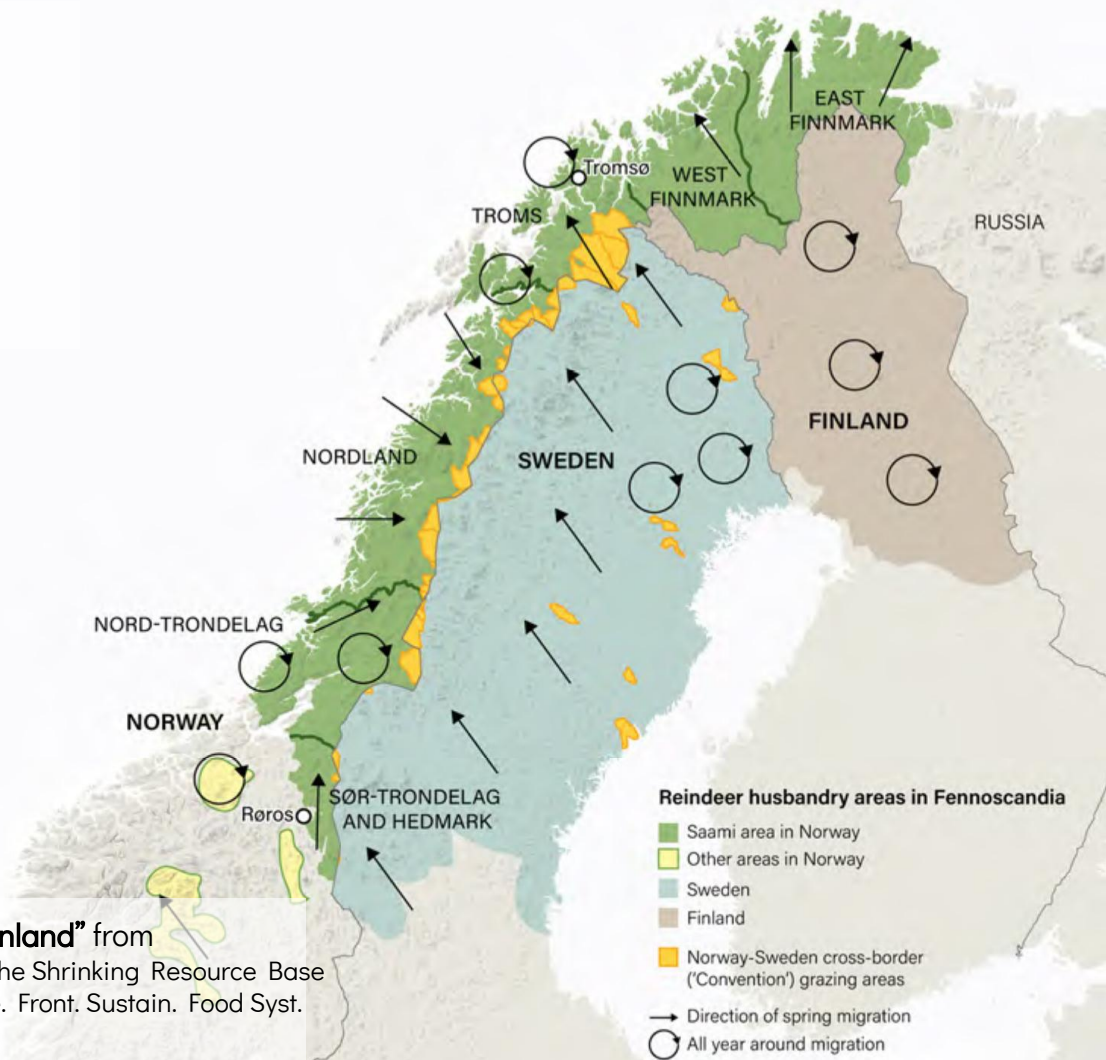 EAST
FINNMARK
Tromsø
WEST
FINNMARK
TROMS
RUSSIA
FINLAND
NORDLAND
SWEDEN
NORD-TRONDELAG
NORWAY
Røros
SØR-TRONDELAG
AND HEDMARK
Reindeer husbandry areas in Fennoscandia
Saami area in Norway
Other areas in Norway
Sweden
Finland
Norway-Sweden cross-border
('Convention') grazing areas
Direction of spring migration
All year around migration
nland” from
he Shrinking Resource Base
. Front. Sustain. Food Syst.